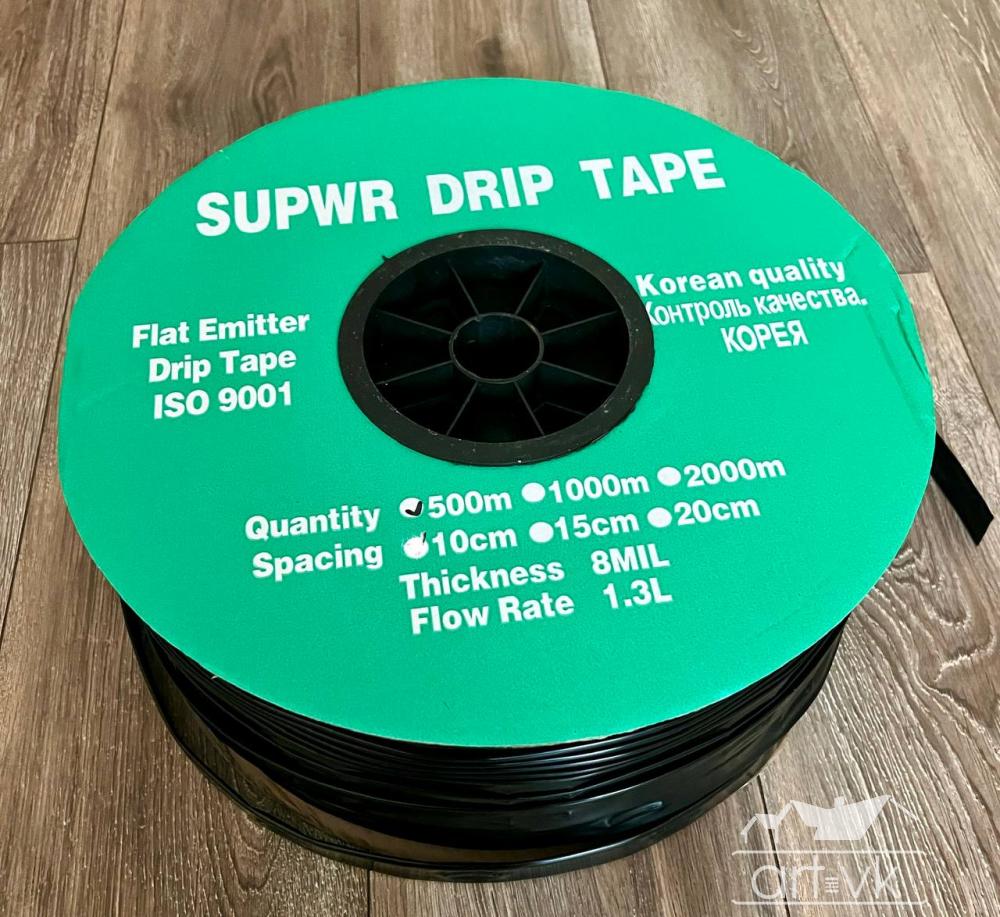 SUPWR DRIP TAPE
Flat Emitter
Drip Tape
ISO 9001
Korean quality
Контроль качества.
КОРЕЯ
Quantity 500m 1000m 2000m
Spacing 10cm 15cm 20cm
Thickness 8MIL
Flow Rate 1.3L
art-vk